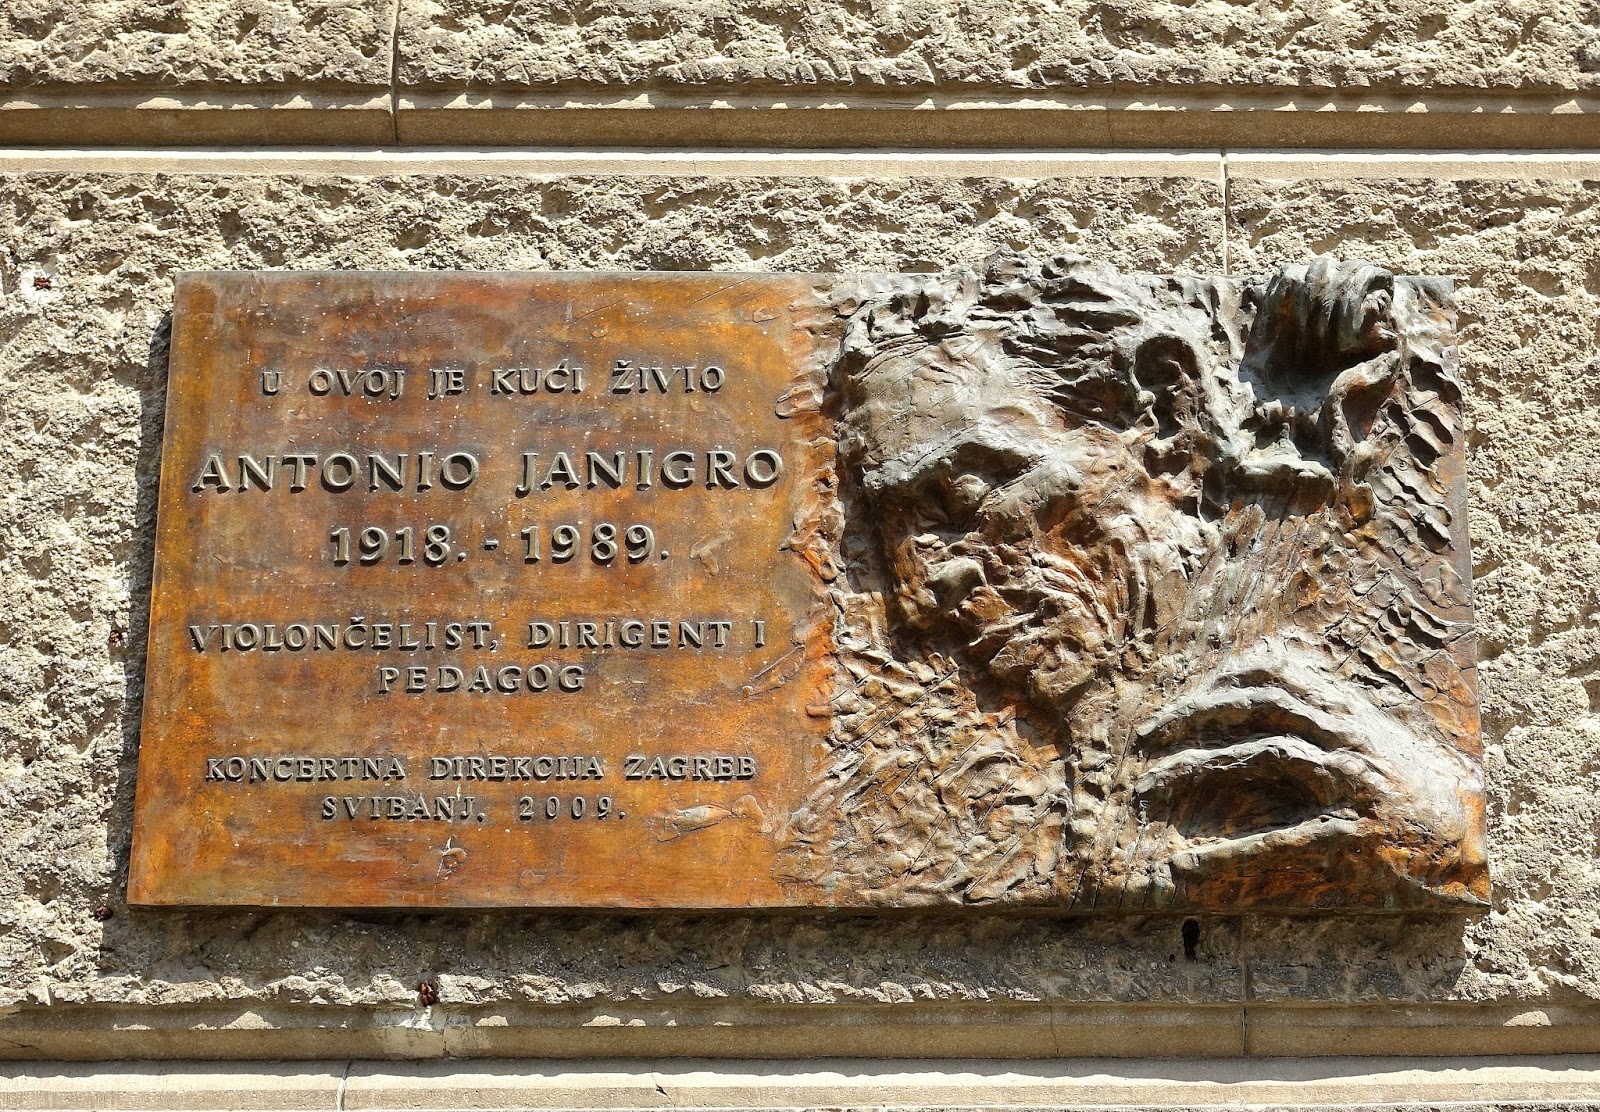 U OVOJ JE KUĆI ŽIVIO
ANTONIO JANIGRO
1918. - 1989.
VIOLONČELIST, DIRIGENT I
PEDAGOG
KONCERTNA DIREKCIJA ZAGREB
SVIBANJ, 2009.